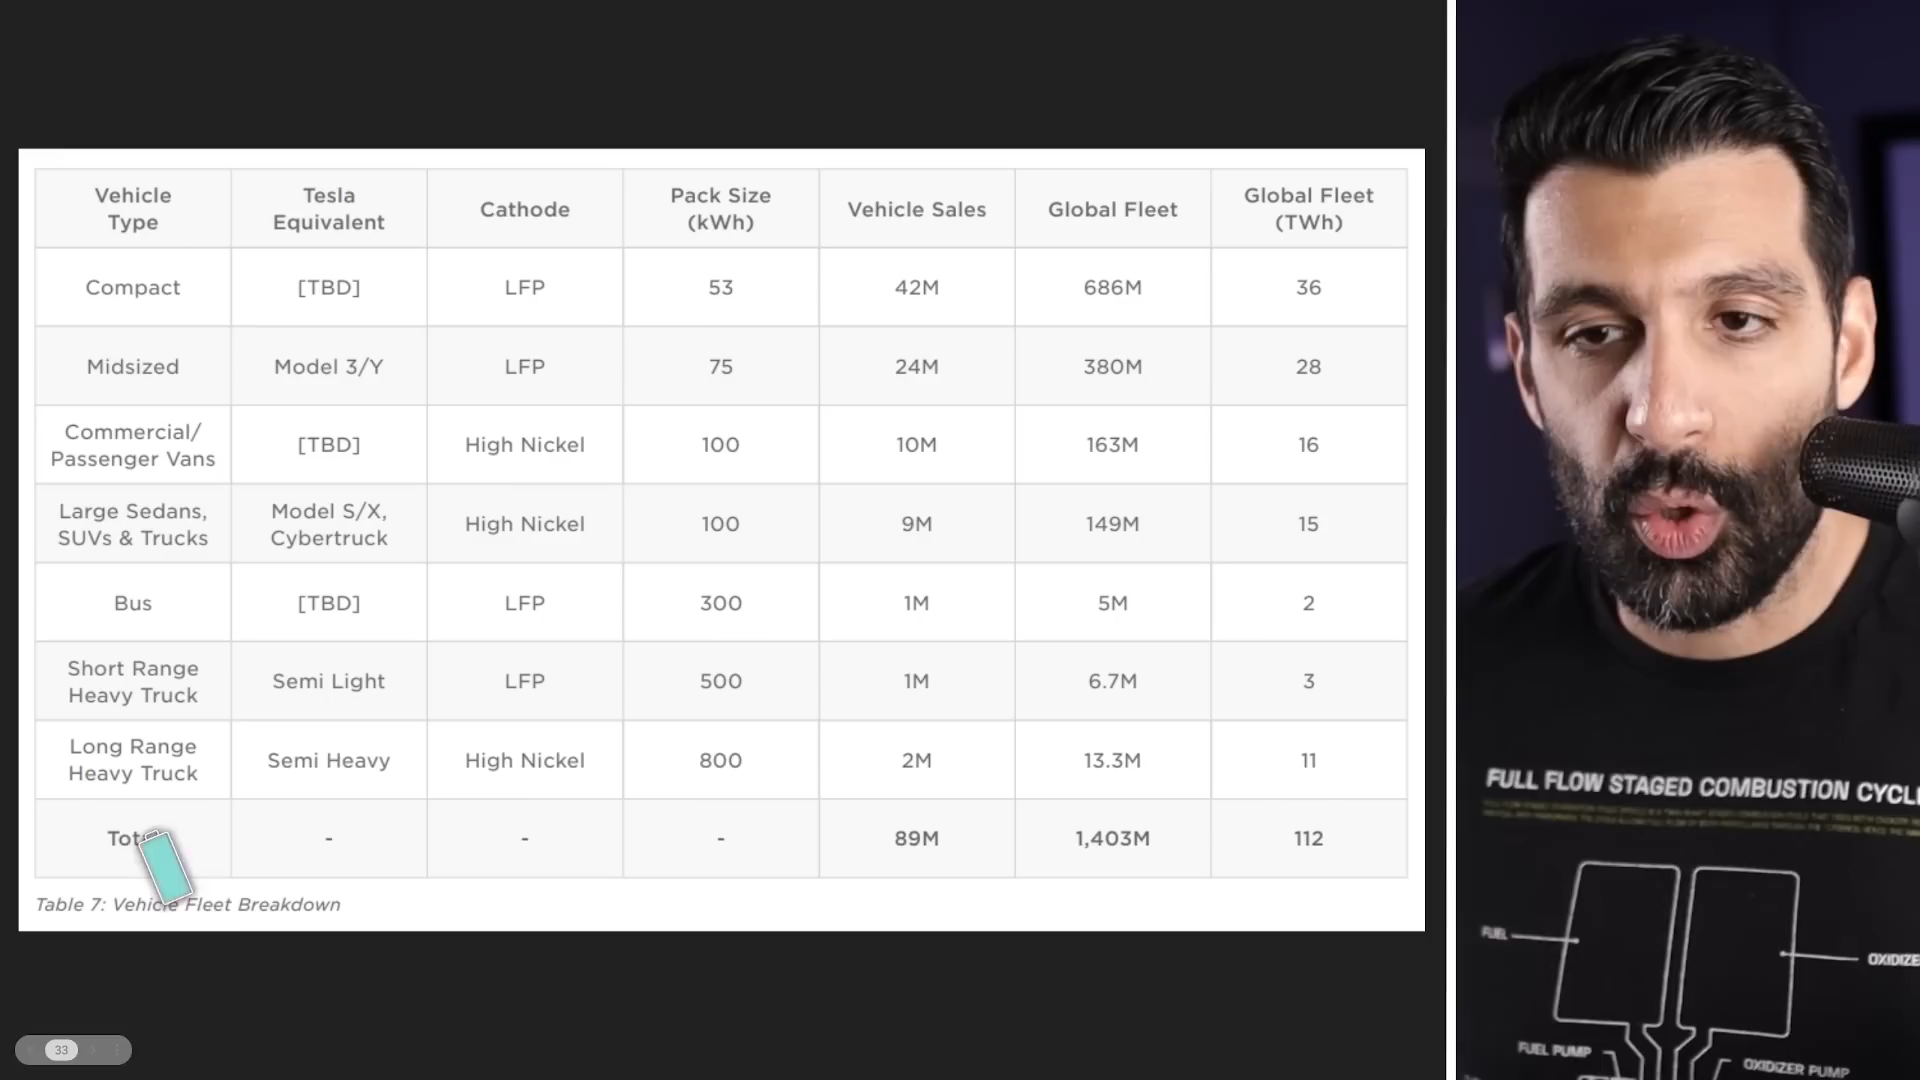 Vehicle Type
Tesla Equivalent
Cathode
Pack Size (kWh)
Vehicle Sales
Global Fleet
Global Fleet (TWh)
Compact
[TBD]
LFP
53
42M
686M
36
Midsized
Model 3/Y
LFP
75
24M
380M
28
Commercial/
Passenger Vans
[TBD]
High Nickel
100
10M
163M
16
Large Sedans,
SUVs & Trucks
Model S/X,
Cybertruck
High Nickel
100
9M
149M
15
Bus
[TBD]
LFP
300
1M
5M
2
Short Range
Heavy Truck
Semi Light
LFP
500
1M
6.7M
3
Long Range
Heavy Truck
Semi Heavy
High Nickel
800
2M
13.3M
11
Tot
-
-
-
89M
1,403M
112
Table 7: Vehicle Fleet Breakdown
33
FULL FLOW STAGED COMBUSTION CYCL
FUEL
OXIDIZE
FUEL PUMP
OXIDIZER PUMP